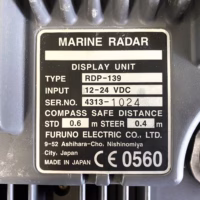 MARINE RADAR
DISPLAY UNIT
TYPE RDP-139
INPUT 12-24 VDC
SER.NO. 4313-1024
COMPASS SAFE DISTANCE
STD 0.6 m STEER 0.4 m
FURUNO ELECTRIC CO., LTD.
9-52 Ashihara-Cho, Nishinomiya
City, Japan
MADE IN JAPAN CE0560